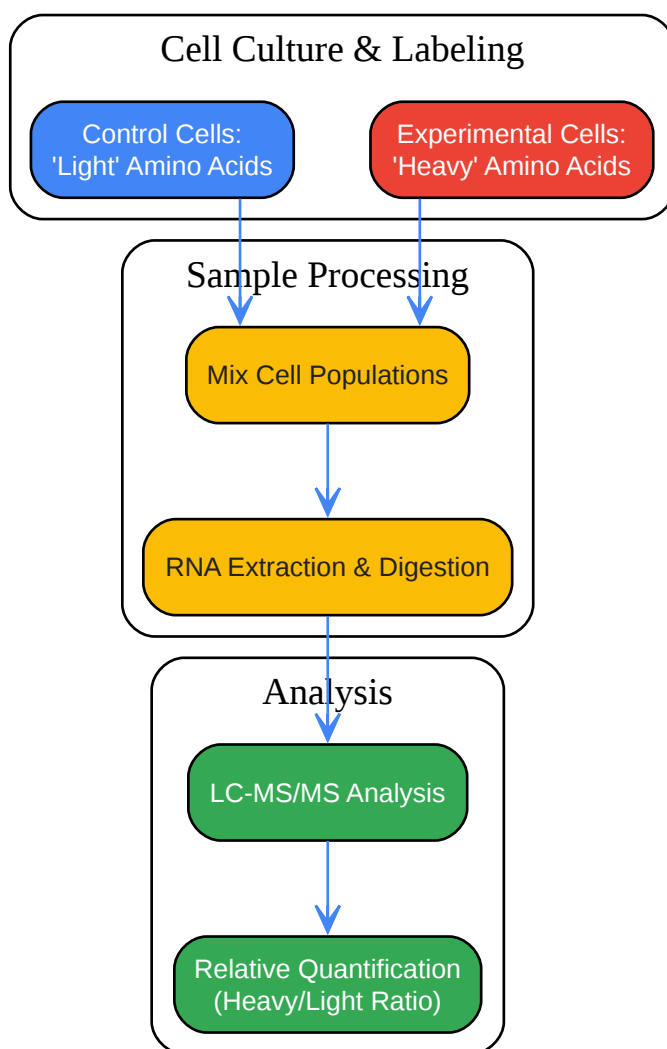 Cell Culture & Labeling
Control Cells:
'Light' Amino Acids
Experimental Cells:
'Heavy' Amino Acids
Sample Processing
Mix Cell Populations
RNA Extraction & Digestion
Analysis
LC-MS/MS Analysis
Relative Quantification
(Heavy/Light Ratio)